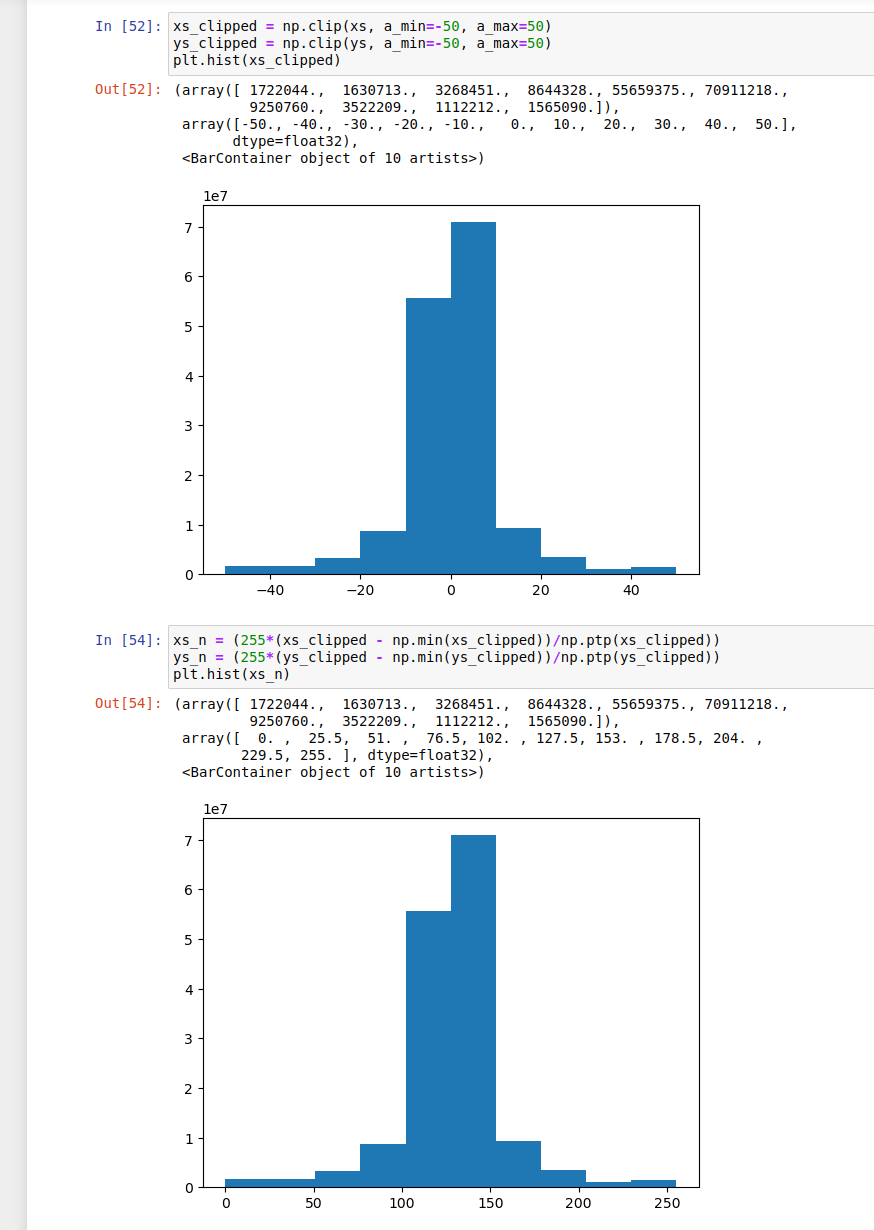 In [52]: xs_clipped = np.clip(xs, a_min=-50, a_max=50)
ys_clipped = np.clip(ys, a_min=-50, a_max=50)
plt.hist(xs_clipped)
Out[52]: (array([ 1722044.,  1630713.,  3268451.,  8644328., 55659375., 70911218.,
9250760.,  3522209.,  1112212.,  1565090.]),
array([-50., -40., -30., -20., -10.,   0.,  10.,  20.,  30.,  40.,  50.],
dtype=float32),
<BarContainer object of 10 artists>)
1e7
7
6
5
4
3
2
1
0
−40 −20 0 20 40
In [54]: xs_n = (255*(xs_clipped - np.min(xs_clipped))/np.ptp(xs_clipped))
ys_n = (255*(ys_clipped - np.min(ys_clipped))/np.ptp(ys_clipped))
plt.hist(xs_n)
Out[54]: (array([ 1722044.,  1630713.,  3268451.,  8644328., 55659375., 70911218.,
9250760.,  3522209.,  1112212.,  1565090.]),
array([  0. ,  25.5,  51. ,  76.5, 102. , 127.5, 153. , 178.5, 204. ,
229.5, 255. ], dtype=float32),
<BarContainer object of 10 artists>)
1e7
7
6
5
4
3
2
1
0
0 50 100 150 200 250